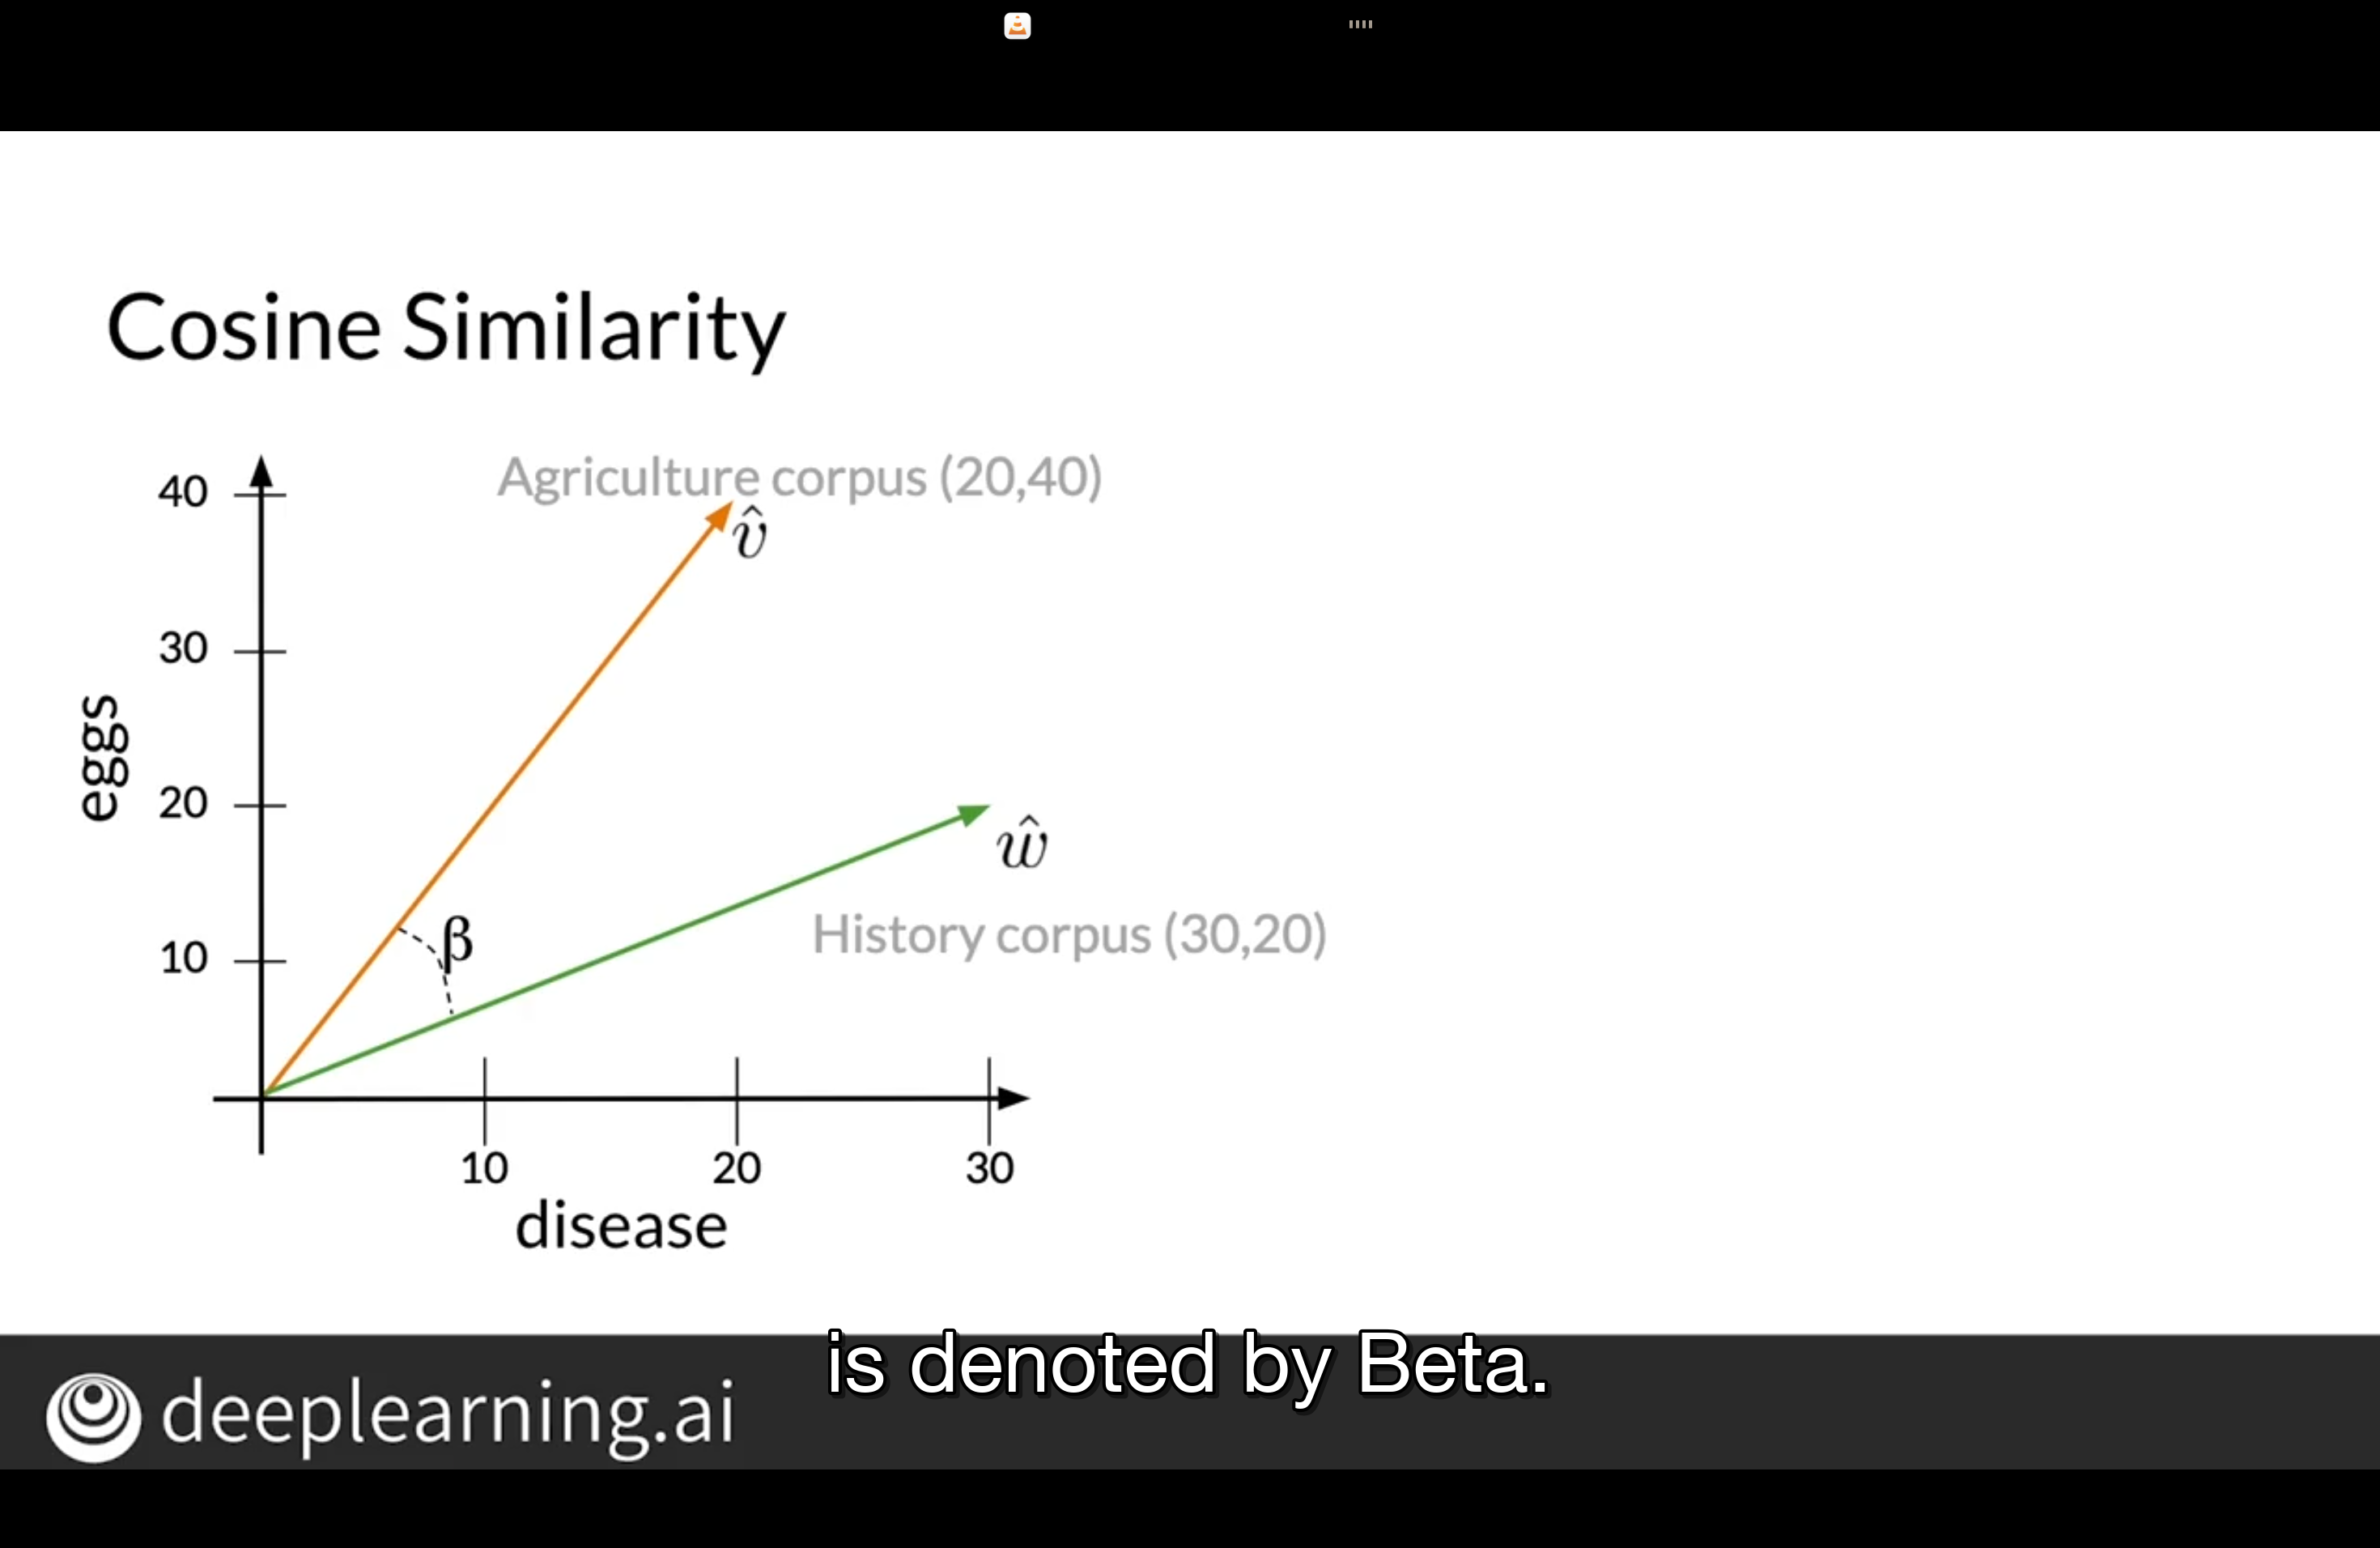 Cosine Similarity
Agriculture corpus (20,40)
v̂
40
30
20
10
eggs
β
ŵ
History corpus (30,20)
10 20 30
disease
is denoted by Beta.
deeplearning.ai